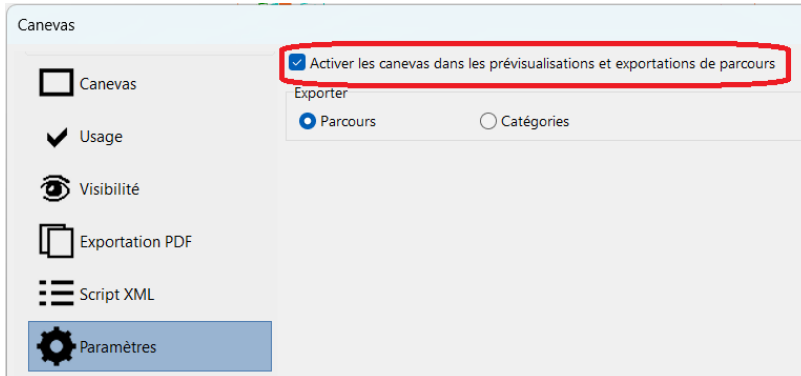 Canevas
Canevas
Usage
Visibilité
Exportation PDF
Script XML
Paramètres
Activer les canevas dans les prévisualisations et exportations de parcours
Exporter
Parcours
Catégories